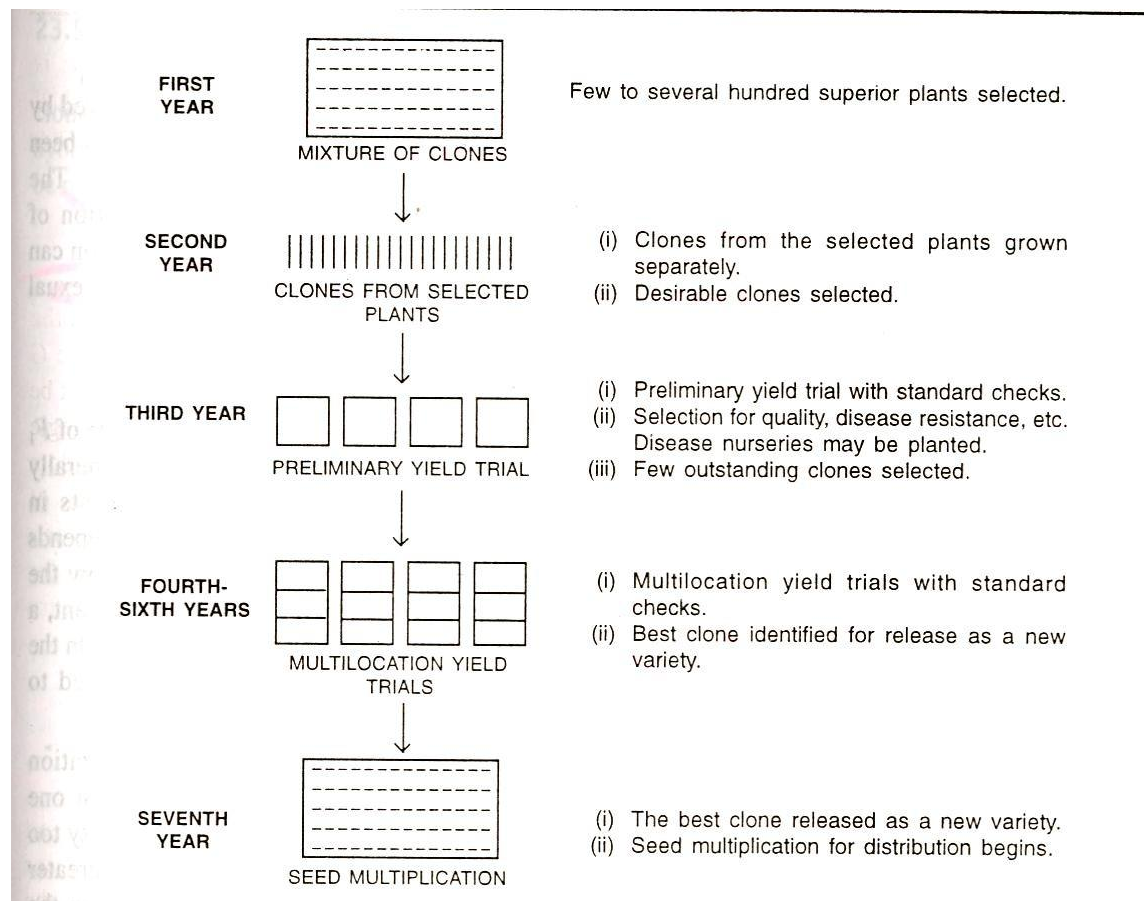 FIRST
YEAR
MIXTURE OF CLONES
Few to several hundred superior plants selected.
SECOND
YEAR
CLONES FROM SELECTED
PLANTS
(i) Clones from the selected plants grown
separately.
(ii) Desirable clones selected.
THIRD YEAR
PRELIMINARY YIELD TRIAL
(i) Preliminary yield trial with standard checks.
(ii) Selection for quality, disease resistance, etc.
Disease nurseries may be planted.
(iii) Few outstanding clones selected.
FOURTH-
SIXTH YEARS
MULTILOCATION YIELD
TRIALS
(i) Multilocation yield trials with standard
checks.
(ii) Best clone identified for release as a new
variety.
SEVENTH
YEAR
SEED MULTIPLICATION
(i) The best clone released as a new variety.
(ii) Seed multiplication for distribution begins.